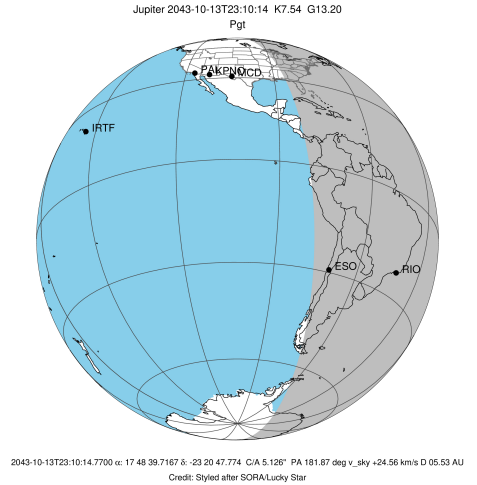 Jupiter 2043-10-13T23:10:14 K7.54 G13.20
Pgt
PAL KPNO MCD
IRTF
ESO
RIO
2043-10-13T23:10:14.7700 α: 17 48 39.7167 δ: -23 20 47.774 C/A 5.126" PA 181.87 deg v_sky +24.56 km/s D 05.53 AU
Credit: Styled after SORA/Lucky Star